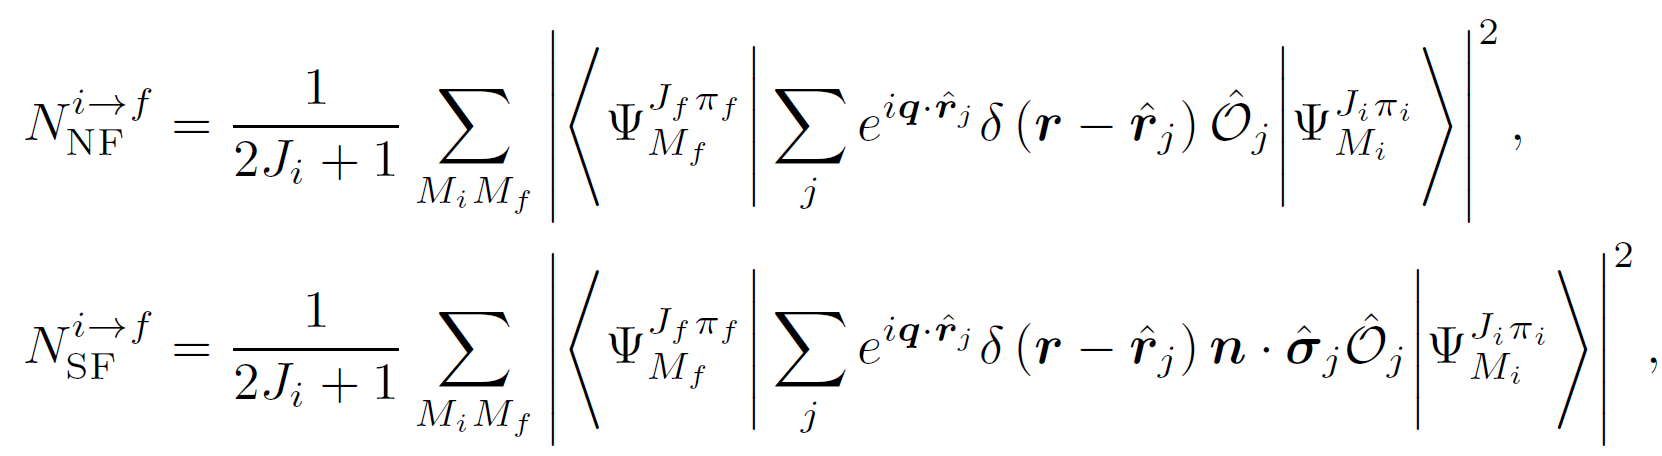 $N_{\mathrm{NF}}^{i \to f} = \frac{1}{2J_i + 1} \sum_{M_i M_f} \left| \left\langle \Psi_{M_f}^{J_f \pi_f} \left| \sum_j e^{i \boldsymbol{q} \cdot \hat{\boldsymbol{r}}_j} \delta \left( \boldsymbol{r} - \hat{\boldsymbol{r}}_j \right) \hat{\mathcal{O}}_j \right| \Psi_{M_i}^{J_i \pi_i} \right\rangle \right|^2 ,$
$N_{\mathrm{SF}}^{i \to f} = \frac{1}{2J_i + 1} \sum_{M_i M_f} \left| \left\langle \Psi_{M_f}^{J_f \pi_f} \left| \sum_j e^{i \boldsymbol{q} \cdot \hat{\boldsymbol{r}}_j} \delta \left( \boldsymbol{r} - \hat{\boldsymbol{r}}_j \right) \boldsymbol{n} \cdot \hat{\boldsymbol{\sigma}}_j \hat{\mathcal{O}}_j \right| \Psi_{M_i}^{J_i \pi_i} \right\rangle \right|^2 ,$